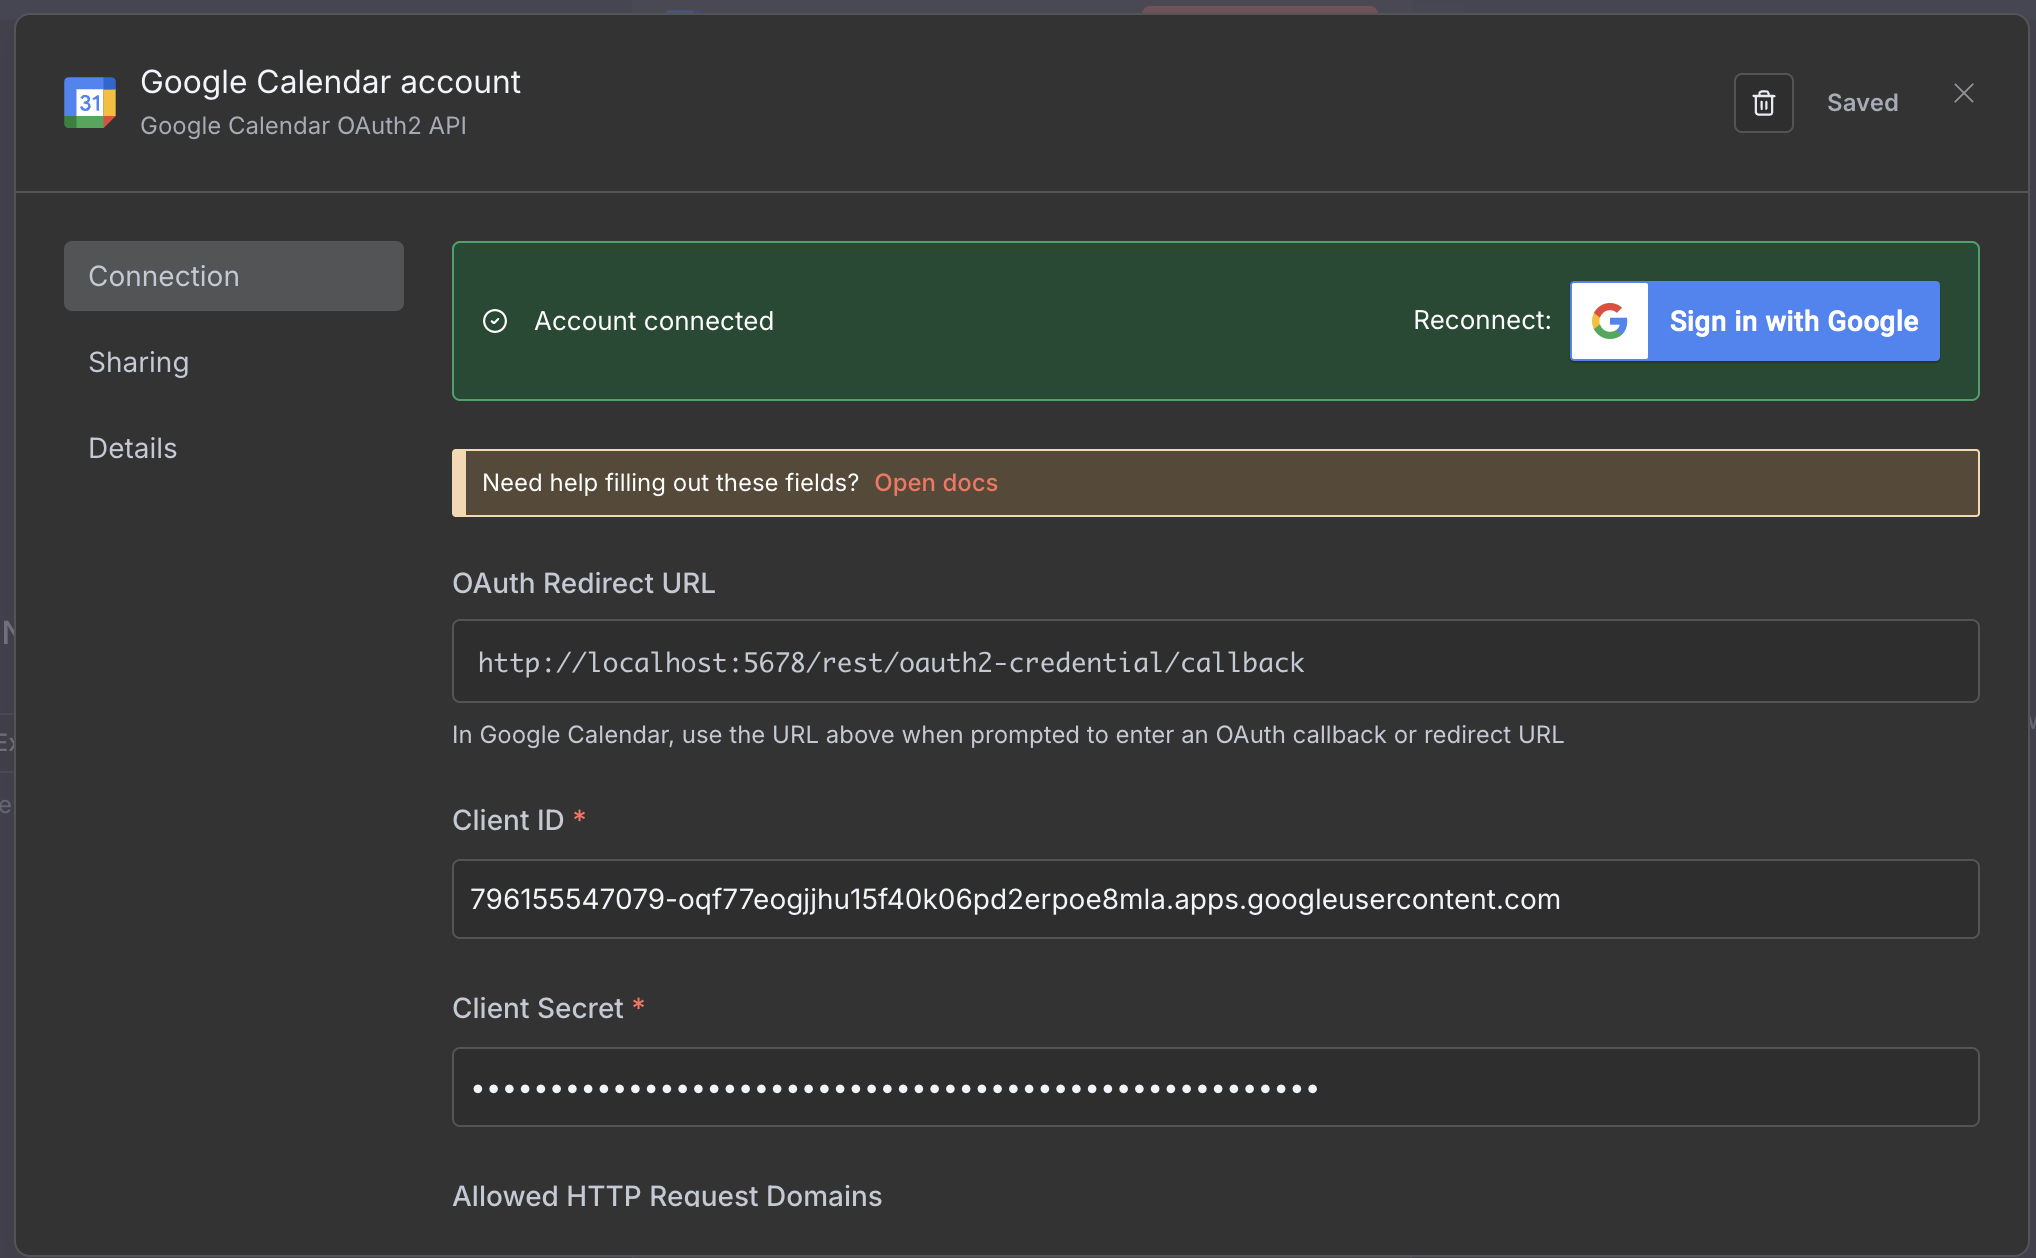 Google Calendar account
31
Google Calendar OAuth2 API
Saved
Connection
Sharing
Details
Account connected
Reconnect:
Sign in with Google
Need help filling out these fields? Open docs
OAuth Redirect URL
http://localhost:5678/rest/oauth2-credential/callback
In Google Calendar, use the URL above when prompted to enter an OAuth callback or redirect URL
Client ID *
796155547079-oqf77eogjjhu15f40k06pd2erpoe8mla.apps.googleusercontent.com
Client Secret *
••••••••••••••••••••••••••••••••••••••••••••••••••••••
Allowed HTTP Request Domains